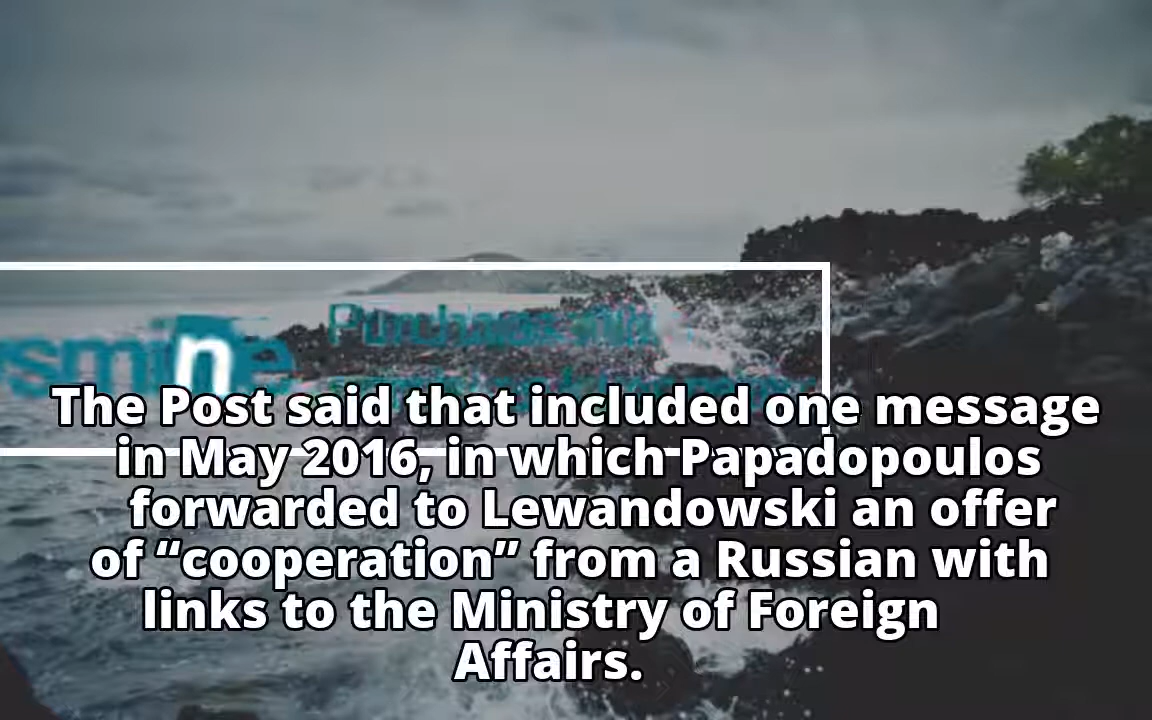 The Post said that included one message
in May 2016, in which Papadopoulos
forwarded to Lewandowski an offer
of “cooperation” from a Russian with
links to the Ministry of Foreign
Affairs.